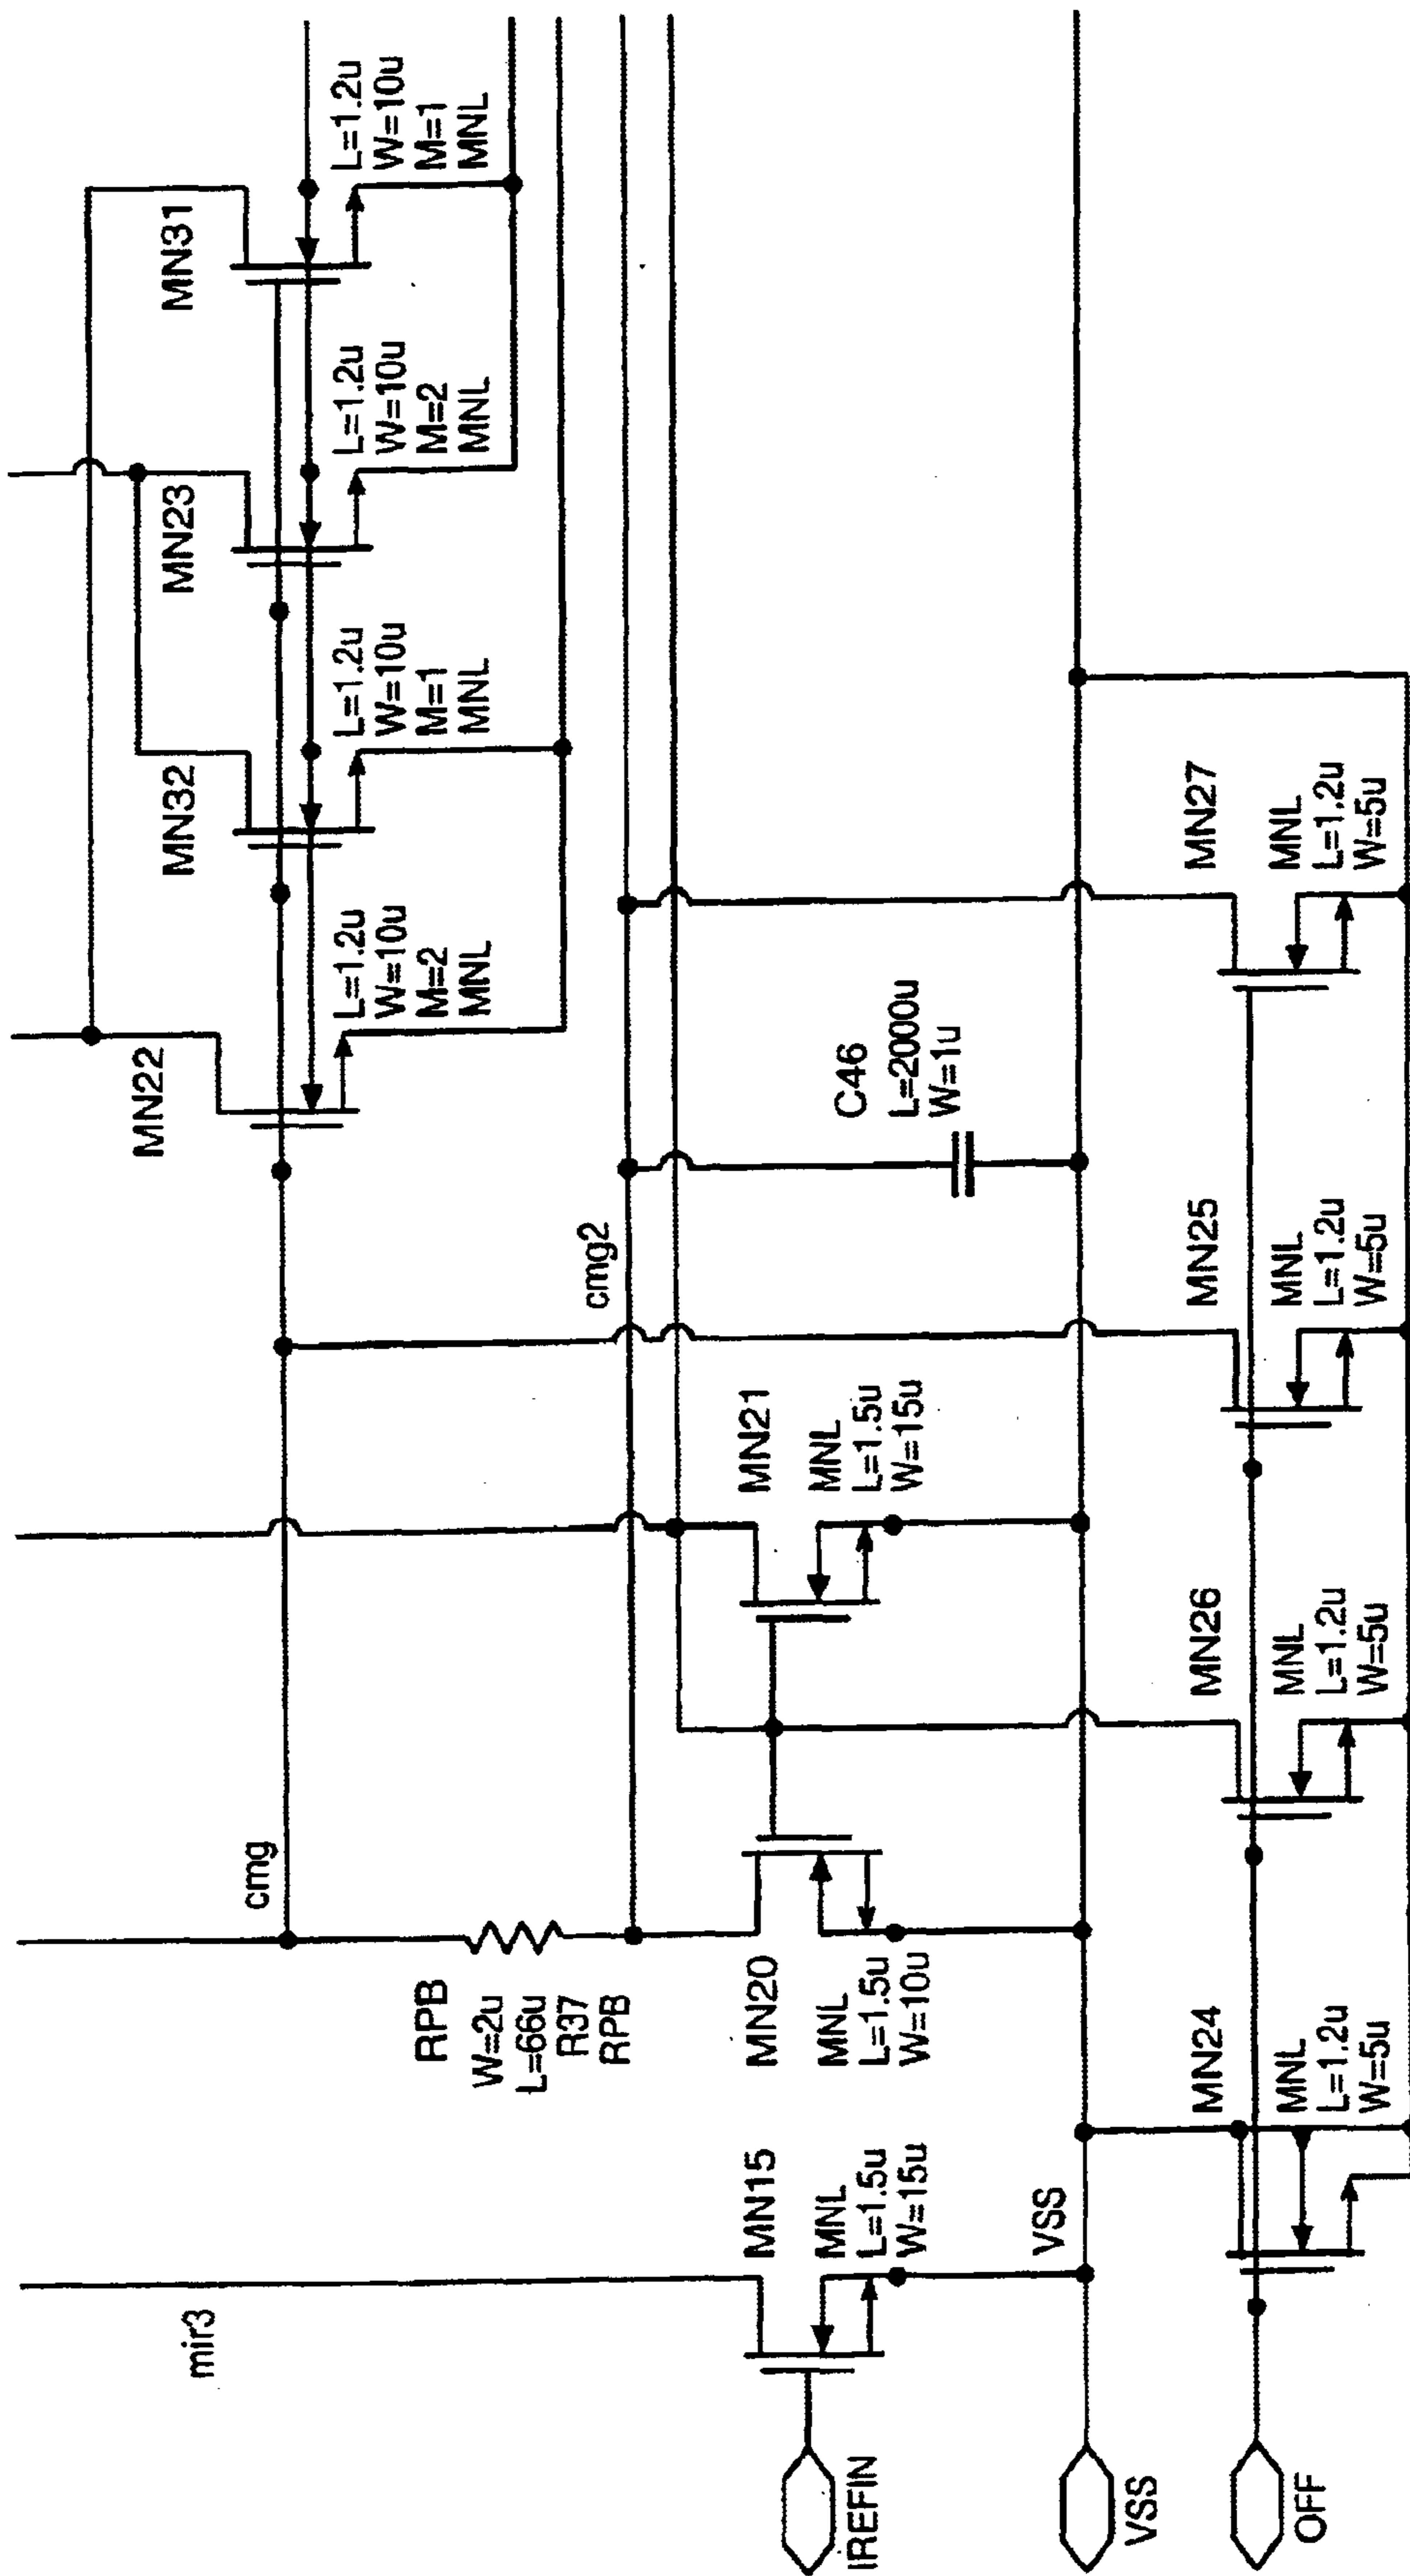 mir3
cmg
RPB
W=2u
L=66u
R37
RPB
MN22
L=1.2u
W=10u
M=2
MNL
MN32
L=1.2u
W=10u
M=1
MNL
MN23
L=1.2u
W=10u
M=2
MNL
MN31
L=1.2u
W=10u
M=1
MNL
cmg2
IREFIN
MN15
MNL
L=1.5u
W=15u
MN20
MNL
L=1.5u
W=10u
MN21
MNL
L=1.5u
W=15u
C46
L=2000u
W=1u
VSS
VSS
OFF
MN24
MNL
L=1.2u
W=5u
MN26
MNL
L=1.2u
W=5u
MN25
MNL
L=1.2u
W=5u
MN27
MNL
L=1.2u
W=5u